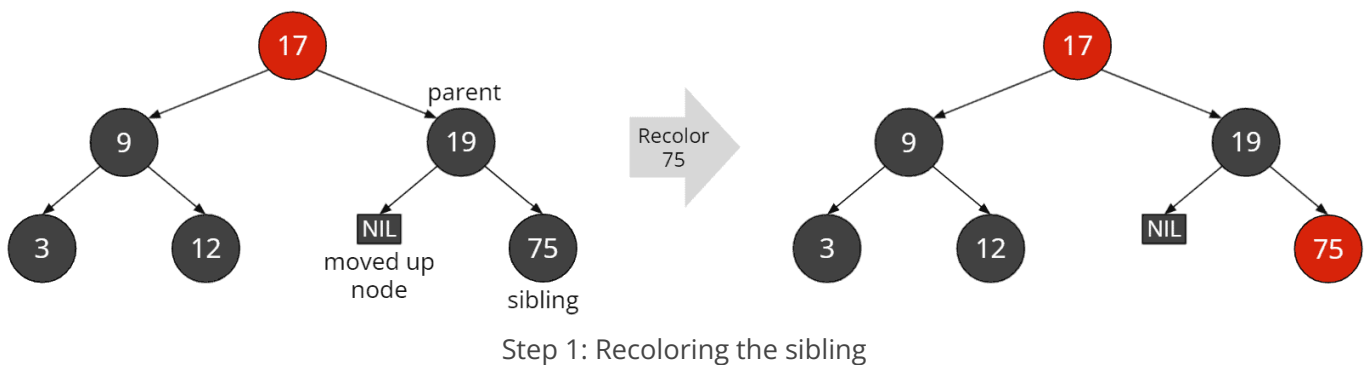 17
17
parent
9
19
Recolor
75
9
19
3
12
NIL
75
3
12
NIL
75
moved up
node
sibling
Step 1: Recoloring the sibling